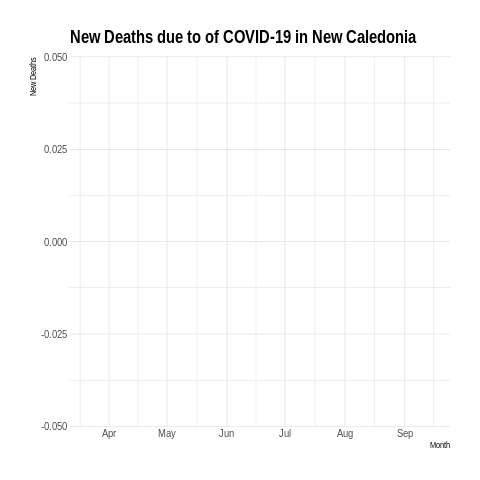 New Deaths due to of COVID-19 in New Caledonia
New Deaths
0.050
0.025
0.000
-0.025
-0.050
Apr May Jun Jul Aug Sep
Month